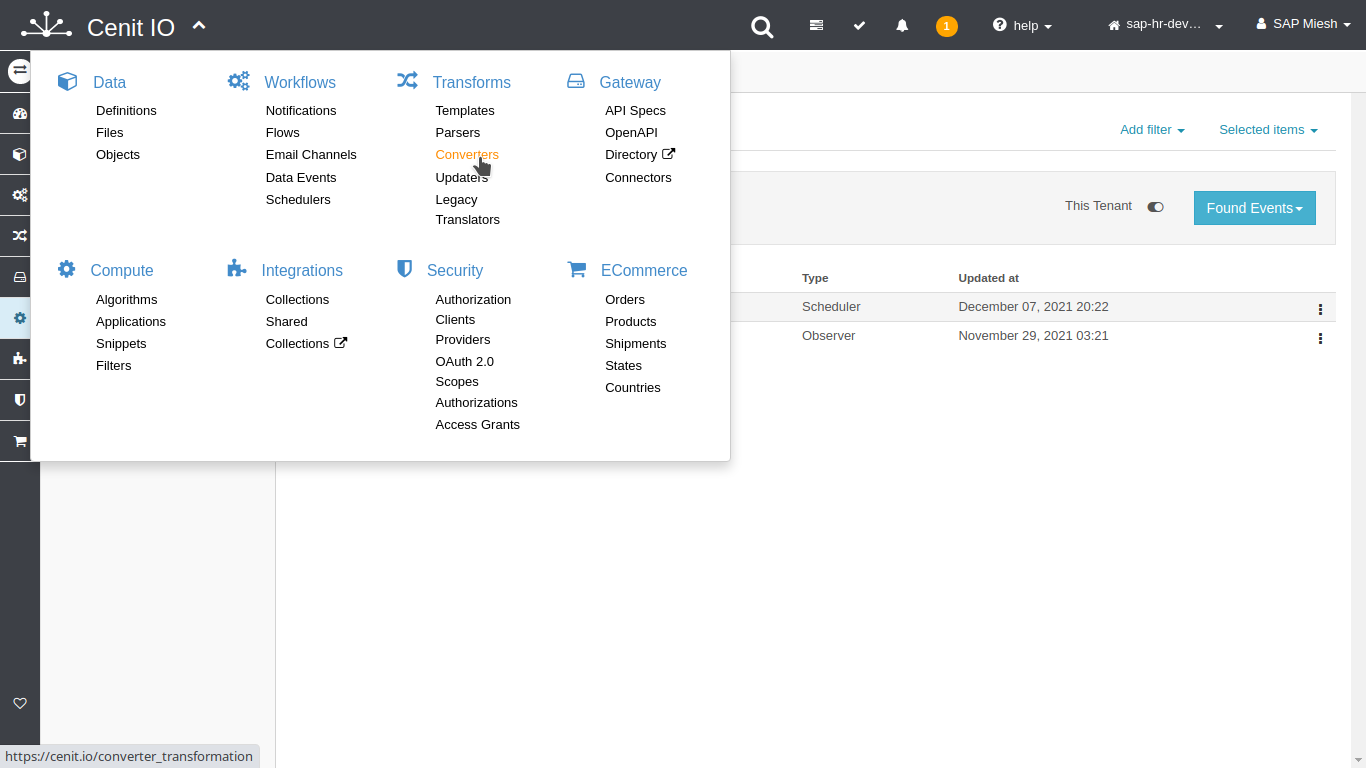 Cenit IO
1
help
sap-hr-dev...
SAP Miesh
Data
Definitions
Files
Objects
Workflows
Notifications
Flows
Email Channels
Data Events
Schedulers
Transforms
Templates
Parsers
Converters
Updaters
Legacy
Translators
Gateway
API Specs
OpenAPI
Directory
Connectors
Compute
Algorithms
Applications
Snippets
Filters
Integrations
Collections
Shared
Collections
Security
Authorization
Clients
Providers
OAuth 2.0
Scopes
Authorizations
Access Grants
ECommerce
Orders
Products
Shipments
States
Countries
Add filter
Selected items
This Tenant
Found Events
Type
Updated at
Scheduler
December 07, 2021 20:22
Observer
November 29, 2021 03:21
https://cenit.io/converter_transformation